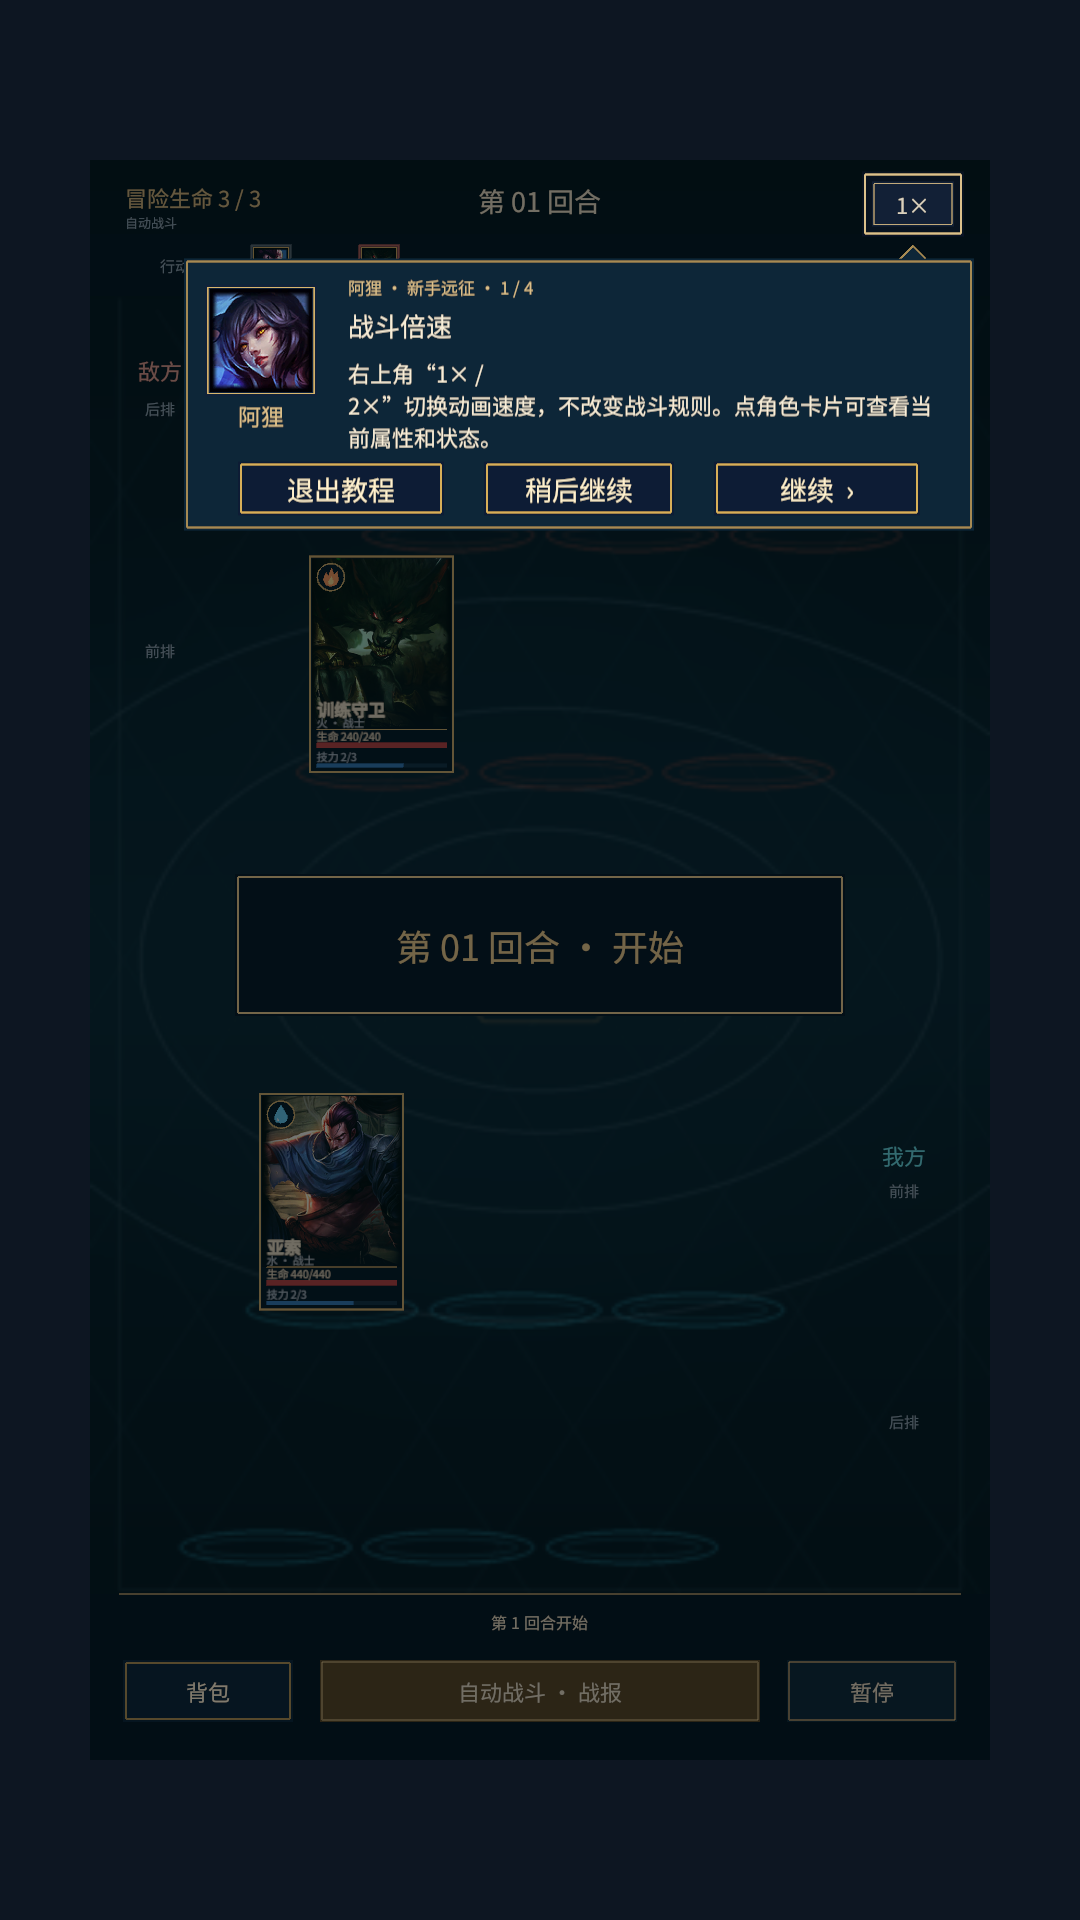 冒险生命 3 / 3
自动战斗
第 01 回合
1×
阿狸 · 新手远征 · 1 / 4
战斗倍速
右上角“1× /
2×”切换动画速度，不改变战斗规则。点角色卡片可查看当
前属性和状态。
阿狸
退出教程
稍后继续
继续 ›
敌方
后排
前排
训练守卫
火 · 战士
生命 240/240
技力 2/3
第 01 回合 · 开始
亚索
水 · 战士
生命 440/440
技力 2/3
我方
前排
后排
第 1 回合开始
背包
自动战斗 · 战报
暂停